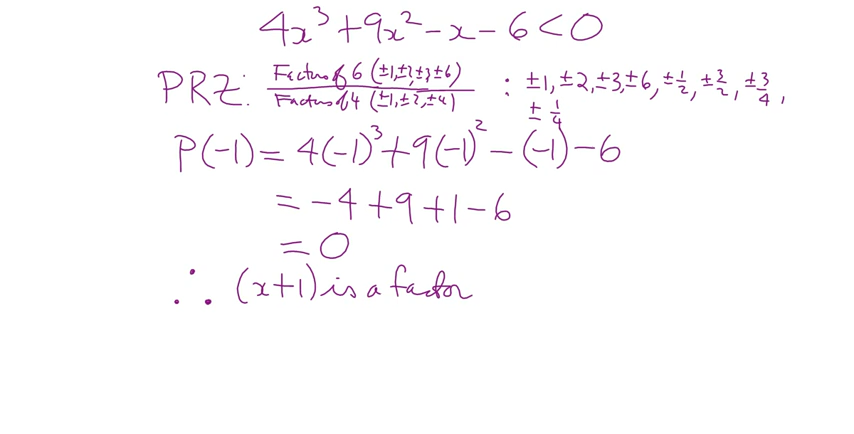 4x³ + 9x² - x - 6 < 0
PRZ: Factors of 6 (±1, ±2, ±3, ±6) / Factors of 4 (±1, ±2, ±4) : ±1, ±2, ±3, ±6, ±1/2, ±3/2, ±3/4,
±1/4
P(-1) = 4(-1)³ + 9(-1)² - (-1) - 6
= -4 + 9 + 1 - 6
= 0
∴ (x+1) is a factor